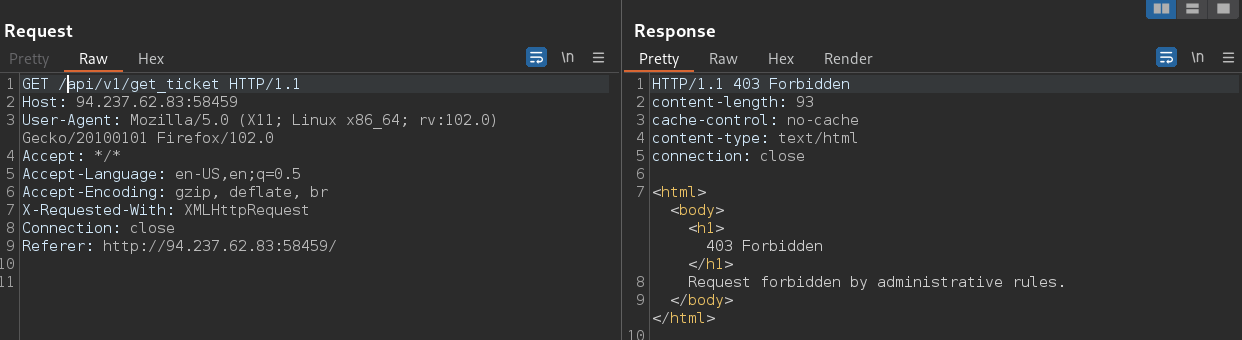 Request
Pretty Raw Hex
\n
1 GET /api/v1/get_ticket HTTP/1.1
2 Host: 94.237.62.83:58459
3 User-Agent: Mozilla/5.0 (X11; Linux x86_64; rv:102.0)
Gecko/20100101 Firefox/102.0
4 Accept: */*
5 Accept-Language: en-US,en;q=0.5
6 Accept-Encoding: gzip, deflate, br
7 X-Requested-With: XMLHttpRequest
8 Connection: close
9 Referer: http://94.237.62.83:58459/
10
11
Response
Pretty Raw Hex Render
\n
1 HTTP/1.1 403 Forbidden
2 content-length: 93
3 cache-control: no-cache
4 content-type: text/html
5 connection: close
6
7 <html>
<body>
<h1>
403 Forbidden
</h1>
8 Request forbidden by administrative rules.
9 </body>
</html>
10